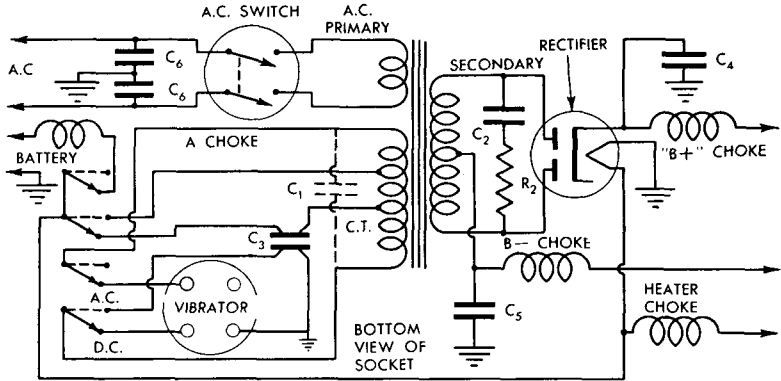 A.C. SWITCH
A.C.
PRIMARY
RECTIFIER
SECONDARY
A.C
C6
C6
C4
C2
R2
"B+" CHOKE
BATTERY
A CHOKE
C1
C.T.
C3
B− CHOKE
A.C.
VIBRATOR
D.C.
C5
HEATER
CHOKE
BOTTOM
VIEW OF
SOCKET